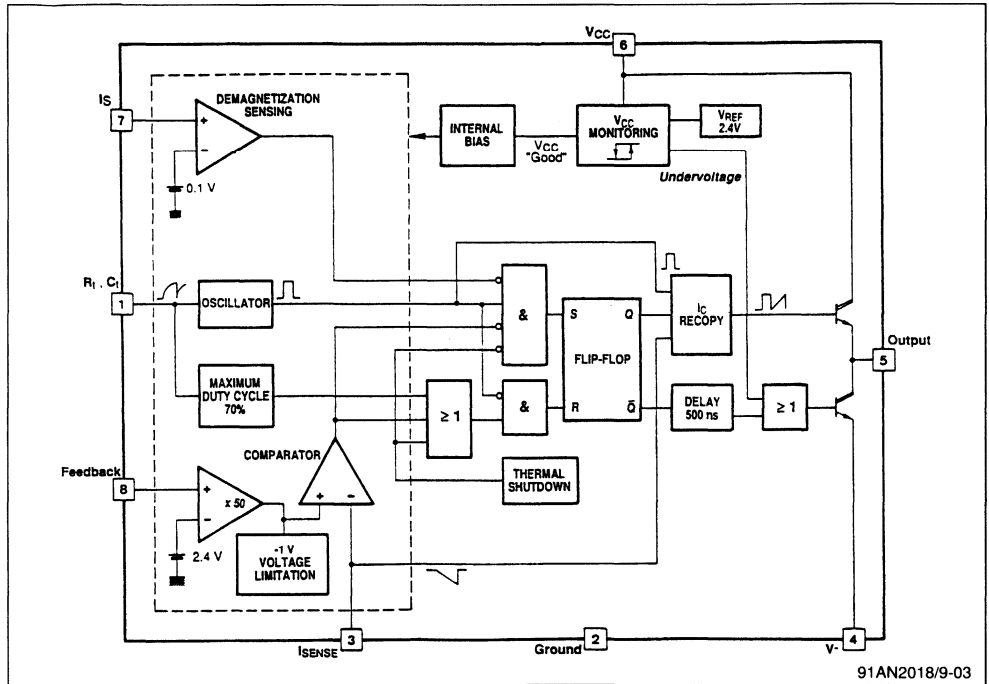 VCC
6
IS
7
DEMAGNETIZATION
SENSING
+
−
0.1 V
INTERNAL
BIAS
VCC
"Good"
VCC
MONITORING
VREF
2.4V
Undervoltage
Rt , Ct
1
OSCILLATOR
&
S
Q
FLIP-FLOP
R
Q̄
IC
RECOPY
Output
5
MAXIMUM
DUTY CYCLE
70%
≥ 1
&
DELAY
500 ns
≥ 1
COMPARATOR
+
−
THERMAL
SHUTDOWN
Feedback
8
+
−
x 50
2.4 V
-1 V
VOLTAGE
LIMITATION
3
ISENSE
2
Ground
4
V-
91AN2018/9-03